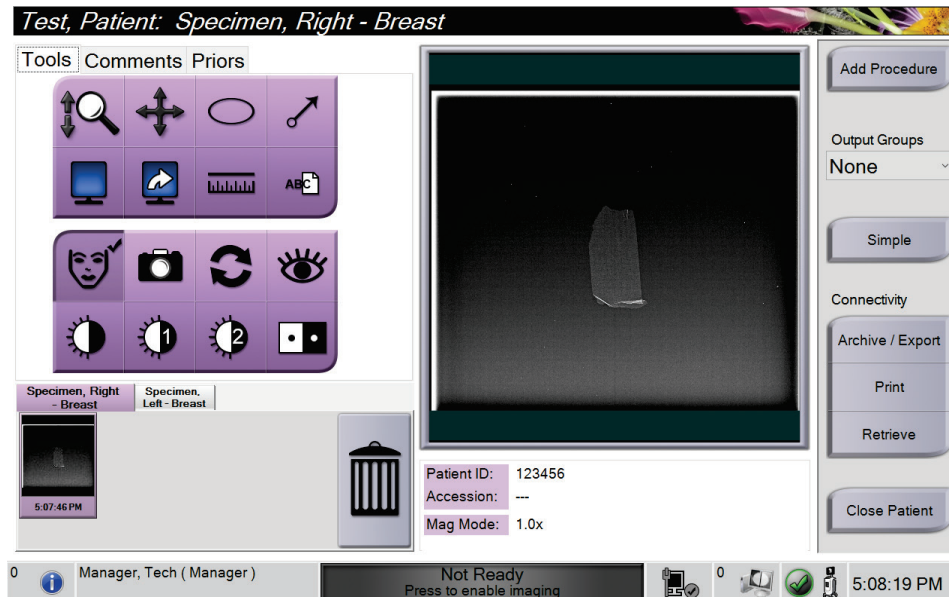 Test, Patient: Specimen, Right - Breast
Tools Comments Priors
ABC
1 2
Specimen, Right
- Breast
Specimen,
Left - Breast
5:07:46 PM
Patient ID: 123456
Accession: ---
Mag Mode: 1.0x
Add Procedure
Output Groups
None
Simple
Connectivity
Archive / Export
Print
Retrieve
Close Patient
0
Manager, Tech ( Manager )
Not Ready
Press to enable imaging
0
5:08:19 PM